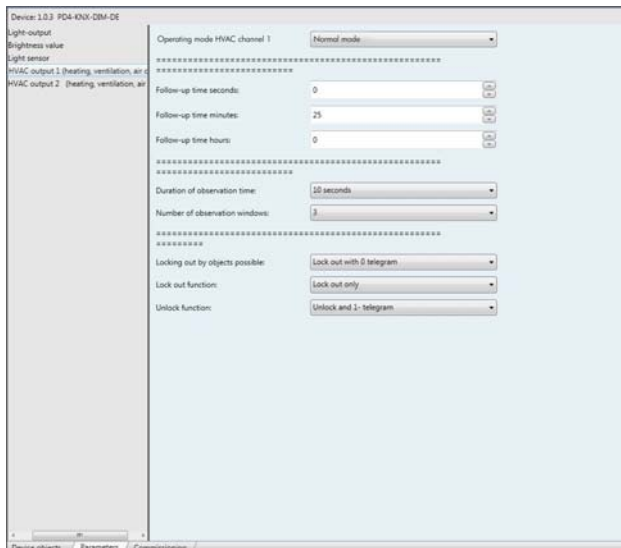 Device: 1.0.3 PD4-KNX-DIM-DE
Light-output
Brightness value
Light sensor
HVAC output 1 (heating, ventilation, air c
HVAC output 2 (heating, ventilation, air
Operating mode HVAC channel 1 Normal mode
=======================================================
==========================
Follow-up time seconds: 0
Follow-up time minutes: 25
Follow-up time hours: 0
=======================================================
==========================
Duration of observation time: 10 seconds
Number of observation windows: 3
=======================================================
=========
Locking out by objects possible: Lock out with 0 telegram
Lock out function: Lock out only
Unlock function: Unlock and 1- telegram
Device objects Parameters Commissioning